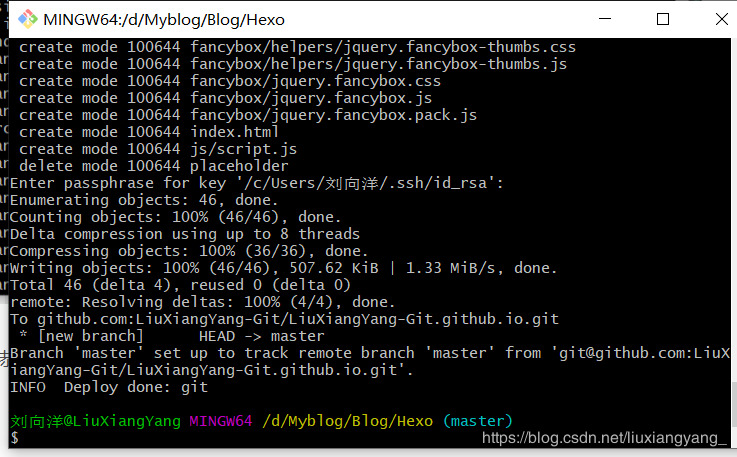 MINGW64:/d/Myblog/Blog/Hexo
create mode 100644 fancybox/helpers/jquery.fancybox-thumbs.css
create mode 100644 fancybox/helpers/jquery.fancybox-thumbs.js
create mode 100644 fancybox/jquery.fancybox.css
create mode 100644 fancybox/jquery.fancybox.js
create mode 100644 fancybox/jquery.fancybox.pack.js
create mode 100644 index.html
create mode 100644 js/script.js
delete mode 100644 placeholder
Enter passphrase for key '/c/Users/刘向洋/.ssh/id_rsa':
Enumerating objects: 46, done.
Counting objects: 100% (46/46), done.
Delta compression using up to 8 threads
Compressing objects: 100% (36/36), done.
Writing objects: 100% (46/46), 507.62 KiB | 1.33 MiB/s, done.
Total 46 (delta 4), reused 0 (delta 0)
remote: Resolving deltas: 100% (4/4), done.
To github.com:LiuXiangYang-Git/LiuXiangYang-Git.github.io.git
* [new branch]      HEAD -> master
Branch 'master' set up to track remote branch 'master' from 'git@github.com:LiuX
iangYang-Git/LiuXiangYang-Git.github.io.git'.
INFO  Deploy done: git
刘向洋@LiuXiangYang MINGW64 /d/Myblog/Blog/Hexo (master)
$
https://blog.csdn.net/liuxiangyang_